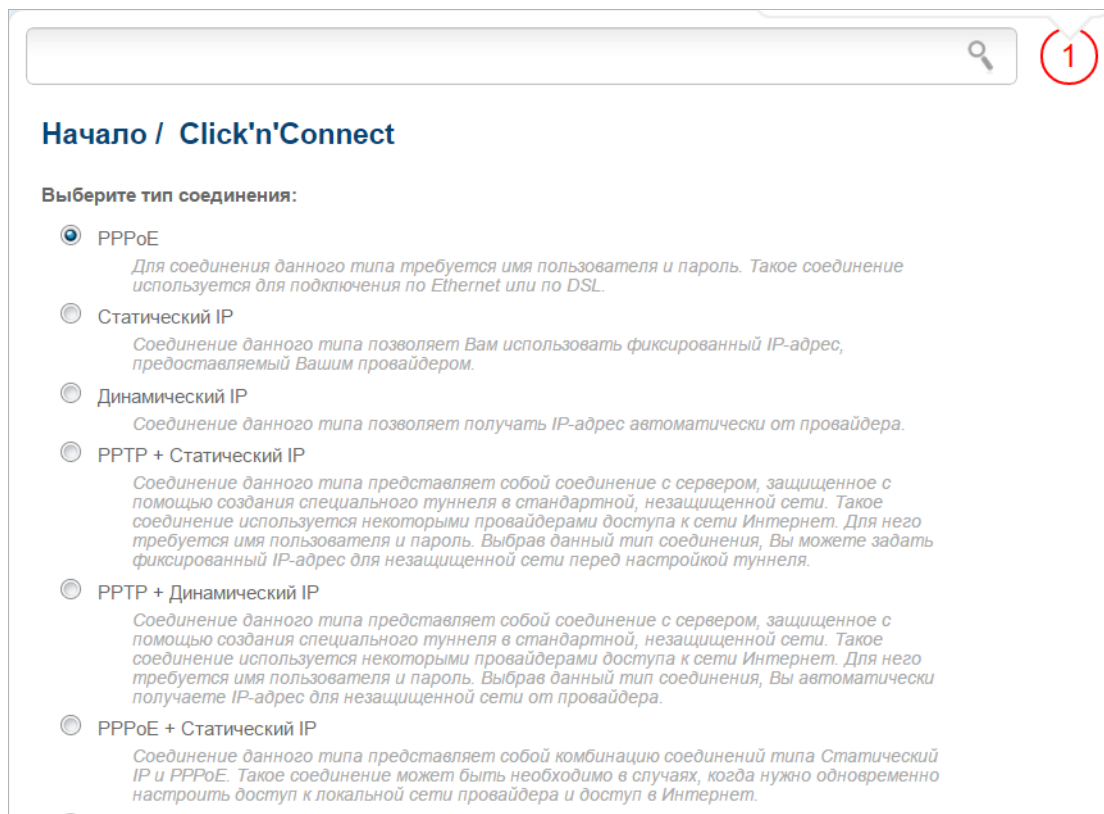 1
Начало / Click'n'Connect
Выберите тип соединения:
PPPoE
Для соединения данного типа требуется имя пользователя и пароль. Такое соединение
используется для подключения по Ethernet или по DSL.
Статический IP
Соединение данного типа позволяет Вам использовать фиксированный IP-адрес,
предоставляемый Вашим провайдером.
Динамический IP
Соединение данного типа позволяет получать IP-адрес автоматически от провайдера.
PPTP + Статический IP
Соединение данного типа представляет собой соединение с сервером, защищенное с
помощью создания специального туннеля в стандартной, незащищенной сети. Такое
соединение используется некоторыми провайдерами доступа к сети Интернет. Для него
требуется имя пользователя и пароль. Выбрав данный тип соединения, Вы можете задать
фиксированный IP-адрес для незащищенной сети перед настройкой туннеля.
PPTP + Динамический IP
Соединение данного типа представляет собой соединение с сервером, защищенное с
помощью создания специального туннеля в стандартной, незащищенной сети. Такое
соединение используется некоторыми провайдерами доступа к сети Интернет. Для него
требуется имя пользователя и пароль. Выбрав данный тип соединения, Вы автоматически
получаете IP-адрес для незащищенной сети от провайдера.
PPPoE + Статический IP
Соединение данного типа представляет собой комбинацию соединений типа Статический
IP и PPPoE. Такое соединение может быть необходимо в случаях, когда нужно одновременно
настроить доступ к локальной сети провайдера и доступ в Интернет.